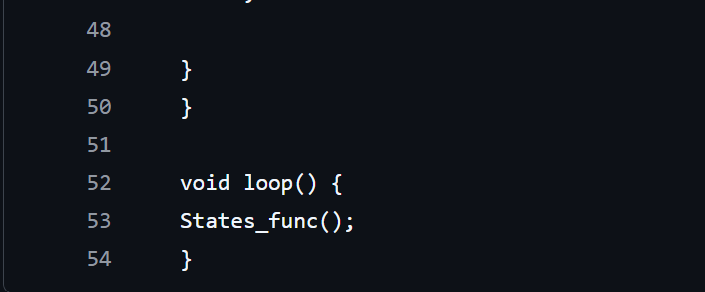 48
49 }
50 }
51
52 void loop() {
53 States_func();
54 }